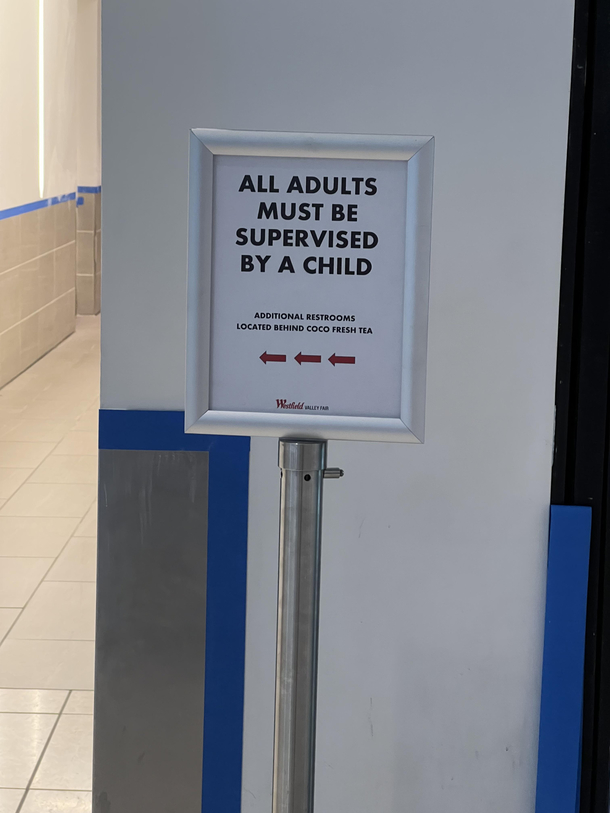 ALL ADULTS
MUST BE
SUPERVISED
BY A CHILD
ADDITIONAL RESTROOMS
LOCATED BEHIND COCO FRESH TEA
Westfield VALLEY FAIR